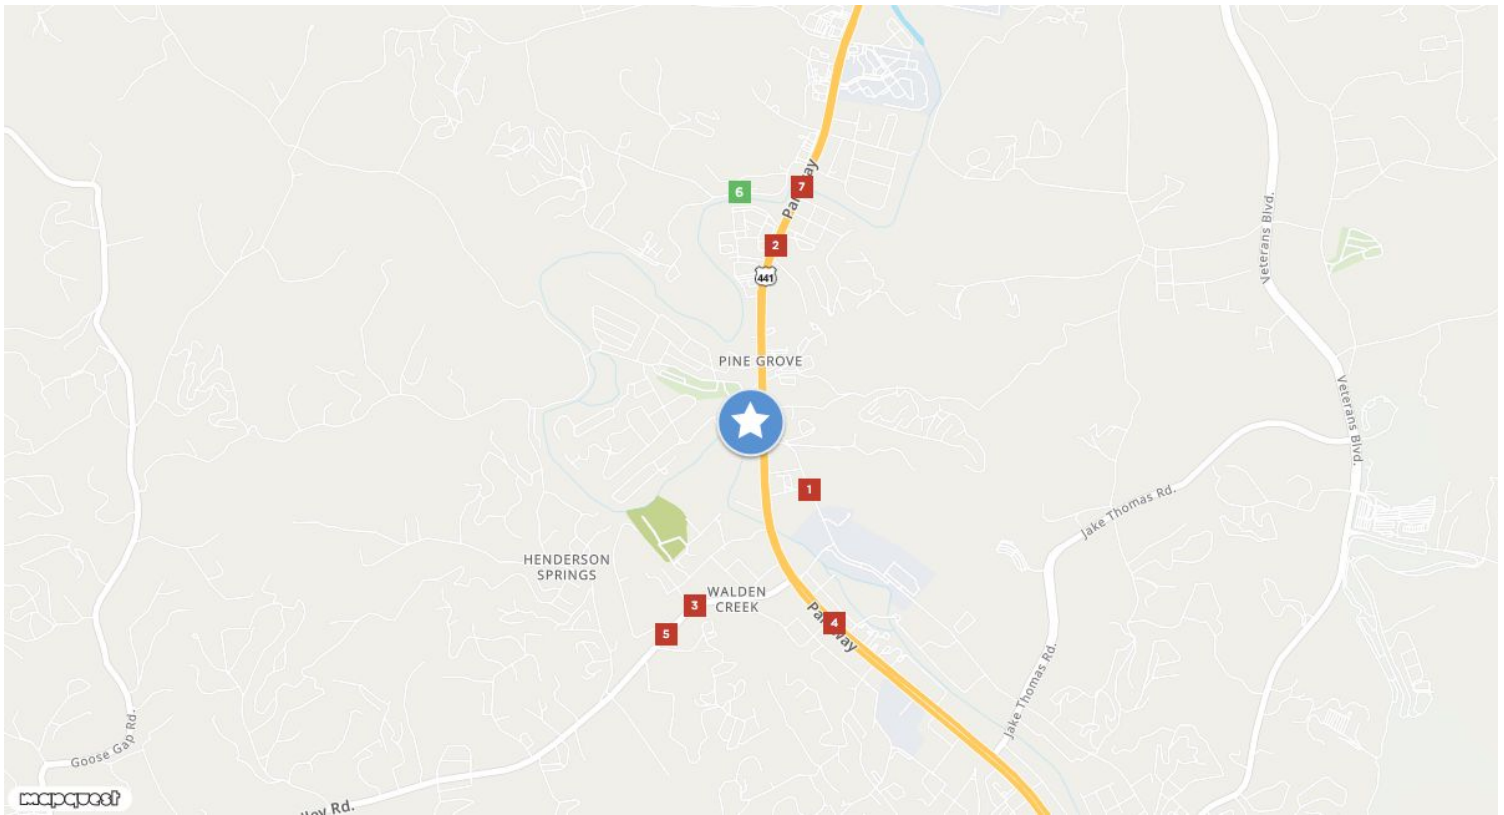 Parkway
Veterans Blvd.
6
7
2
441
PINE GROVE
Veterans Blvd.
1
Jake Thomas Rd.
HENDERSON
SPRINGS
WALDEN
CREEK
3
5
4
Parkway
Jake Thomas Rd.
Goose Gap Rd.
mapquest
Rd.